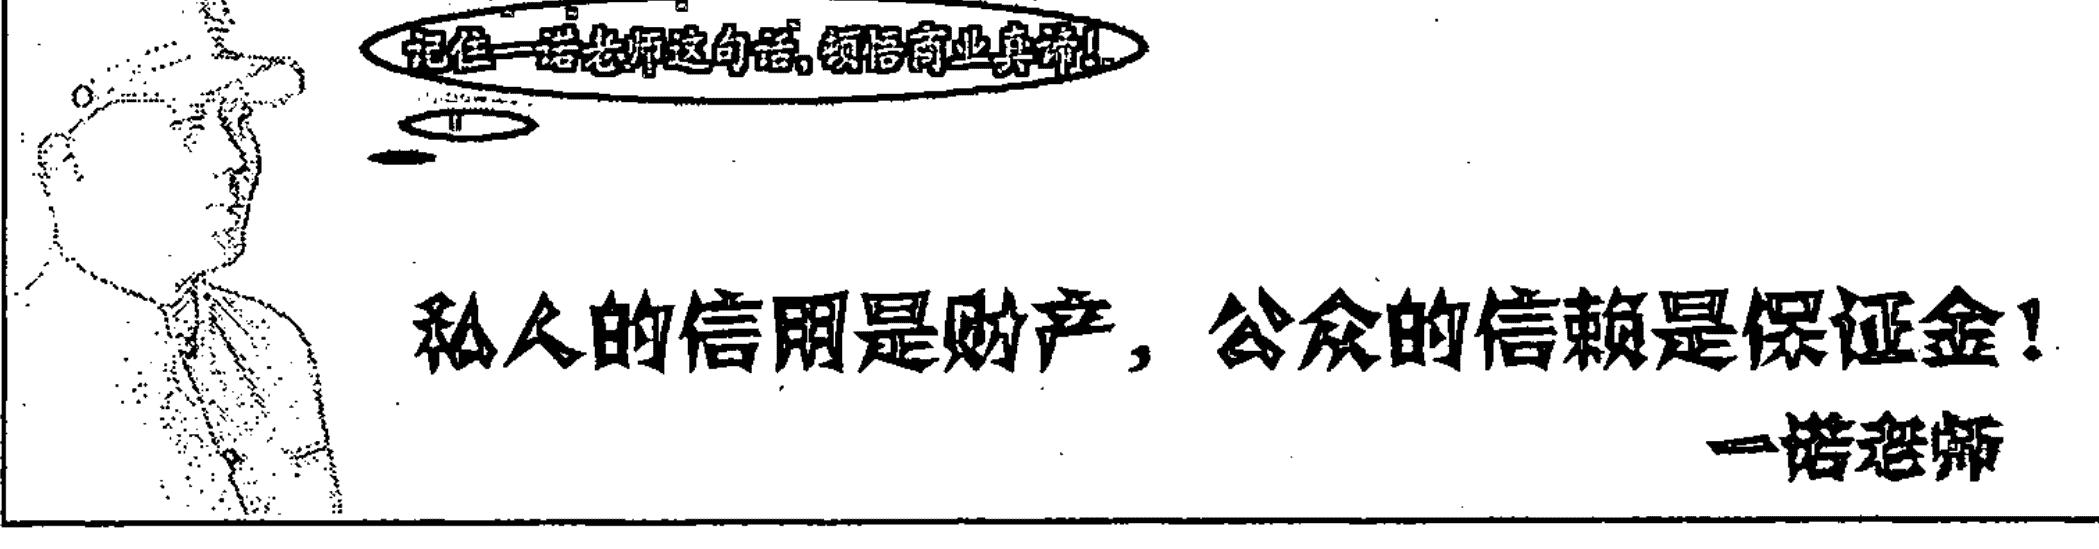 记住一诺老师这句话，领悟商业真谛！
私人的信用是财产，公众的信赖是保证金！
一诺老师